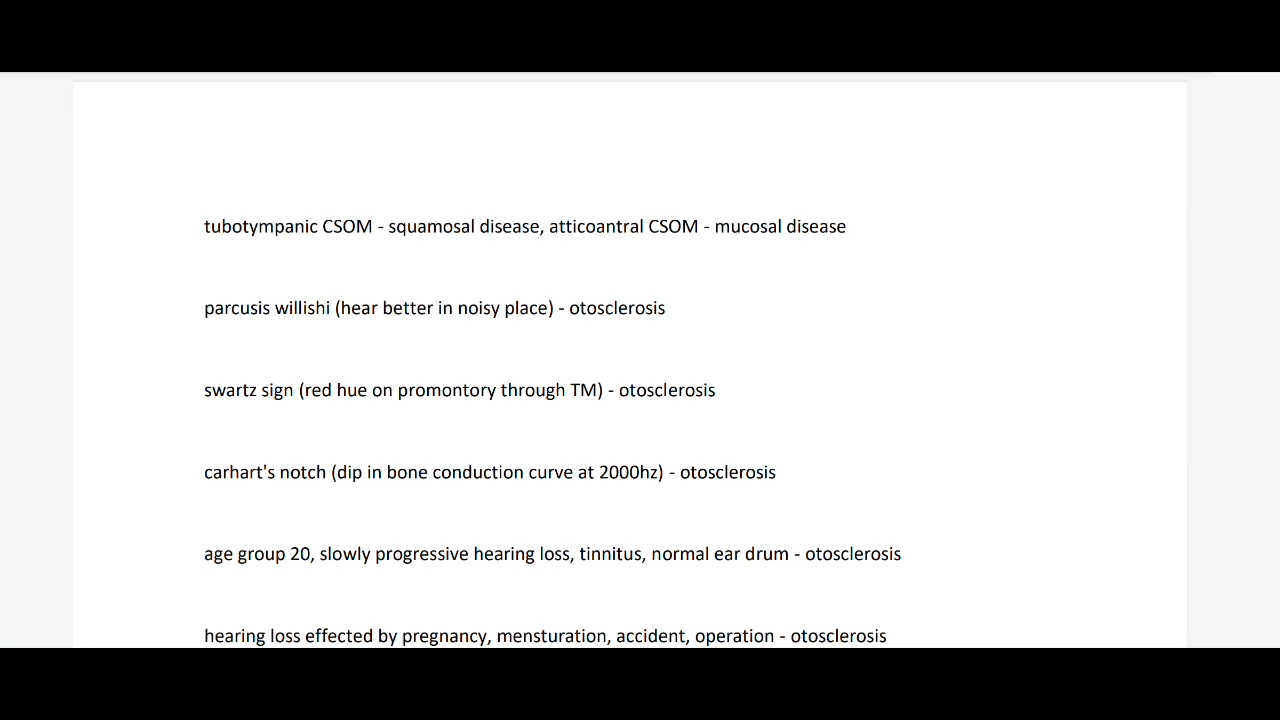 tubotympanic CSOM - squamosal disease, atticoantral CSOM - mucosal disease
parcusis willishi (hear better in noisy place) - otosclerosis
swartz sign (red hue on promontory through TM) - otosclerosis
carhart's notch (dip in bone conduction curve at 2000hz) - otosclerosis
age group 20, slowly progressive hearing loss, tinnitus, normal ear drum - otosclerosis
hearing loss effected by pregnancy, mensturation, accident, operation - otosclerosis